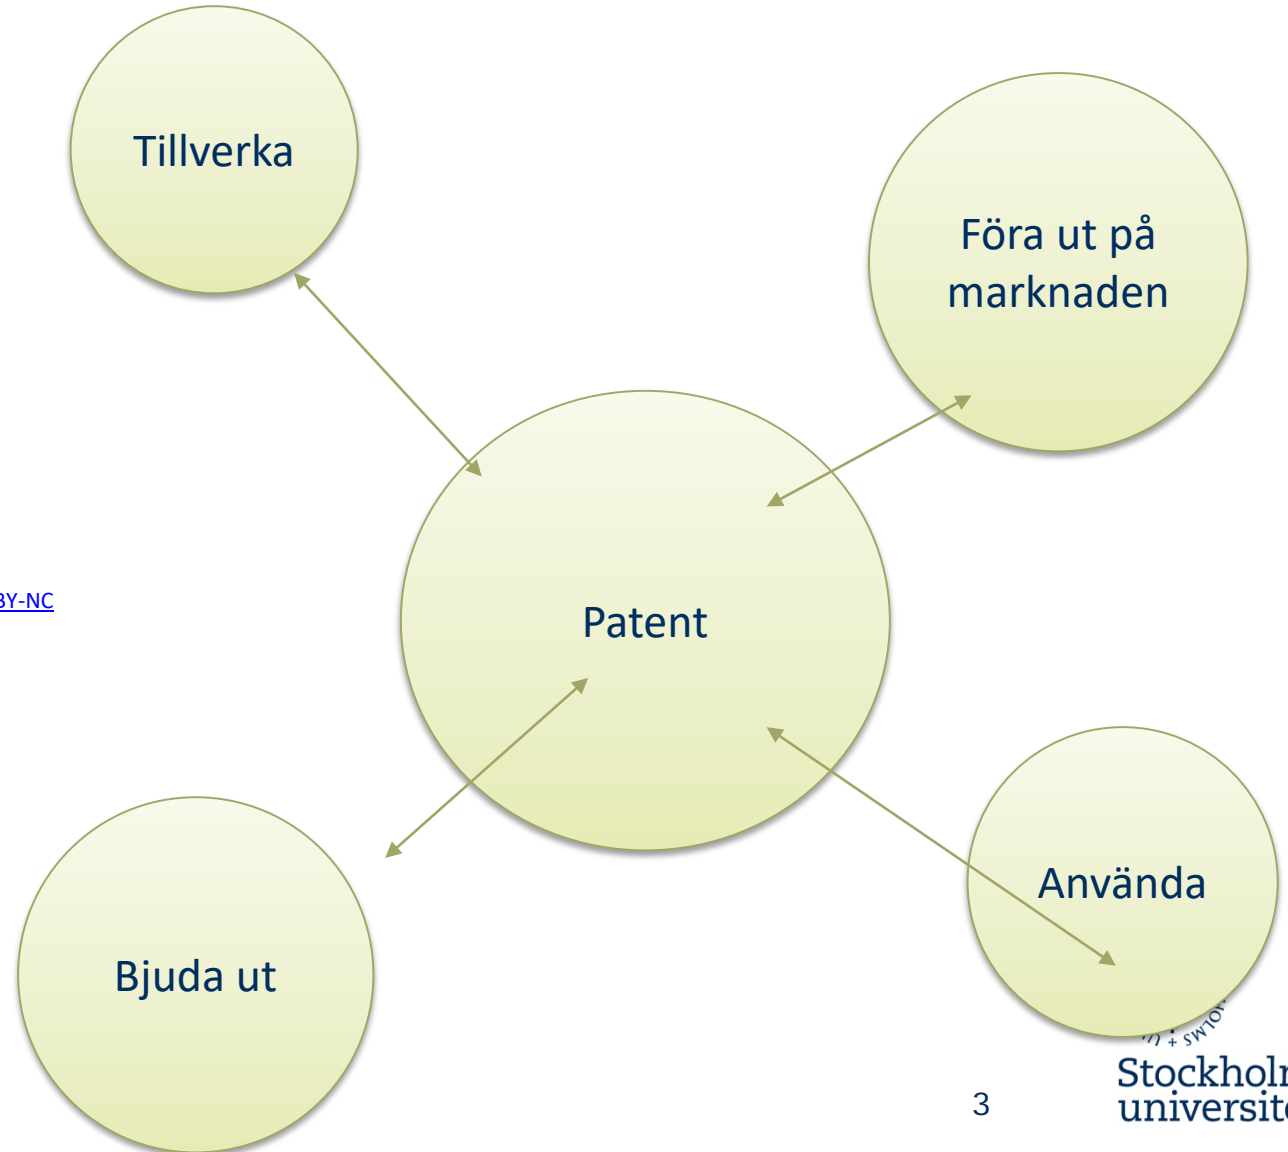 Tillverka
Föra ut på
marknaden
BY-NC
Patent
Använda
Bjuda ut
3